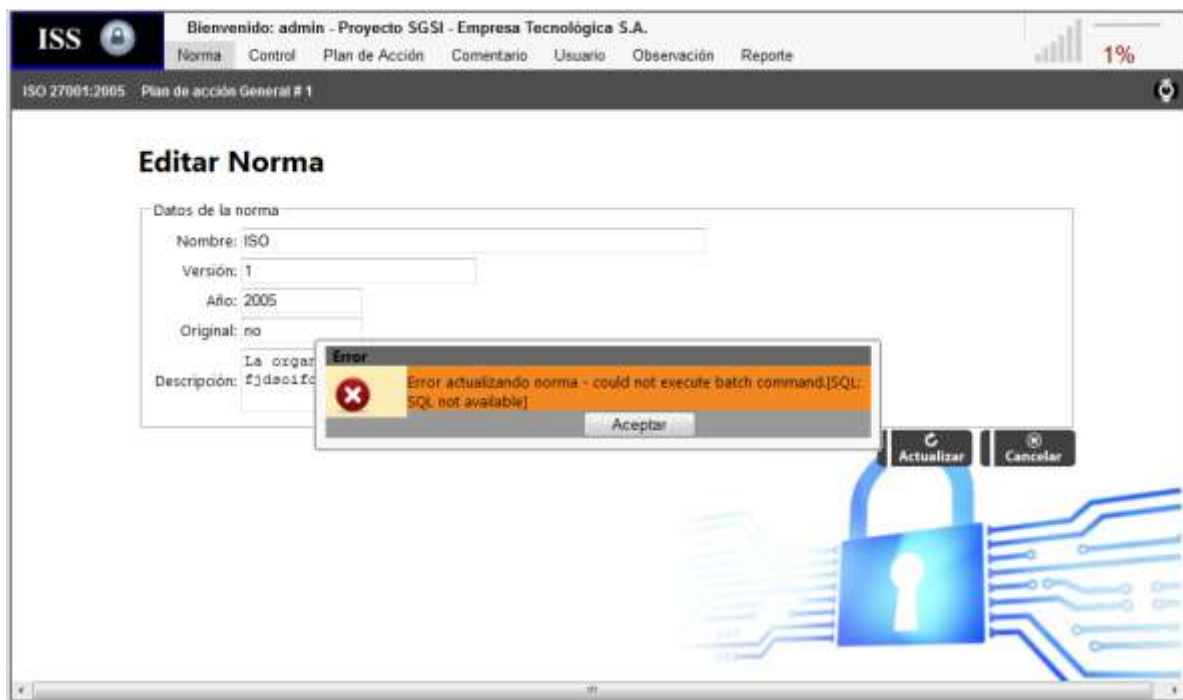 ISS
Bienvenido: admin - Proyecto SGSI - Empresa Tecnológica S.A.
Norma Control Plan de Acción Comentario Usuario Observación Reporte
1%
ISO 27001:2005 Plan de acción General # 1
Editar Norma
Datos de la norma
Nombre: ISO
Versión: 1
Año: 2005
Original: no
Descripción: La organ
Error
Error actualizando norma - could not execute batch command.[SQL:
SQL not available]
Aceptar
Actualizar
Cancelar